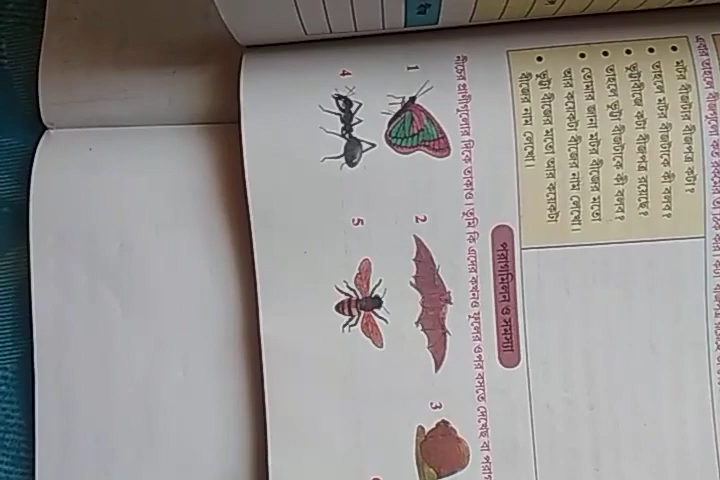 মটর বীজটার বীজপত্র কটা?
তাহলে মটর বীজটাকে কী বলব?
ভুট্টাবীজে কটা বীজপত্র রয়েছে?
তাহলে ভুট্টা বীজটাকে কী বলব?
তোমার জানা মটর বীজের মতো
আর কয়েকটা বীজের নাম লেখো।
ভুট্টা বীজের মতো আর কয়েকটা
বীজের নাম লেখো।
পরাগমিলন ও সমস্যা
নীচের প্রাণীগুলোর দিকে তাকাও। তুমি কি এদের কখনও ফুলের ওপর বসতে দেখেছ বা
1 2 3
4 5